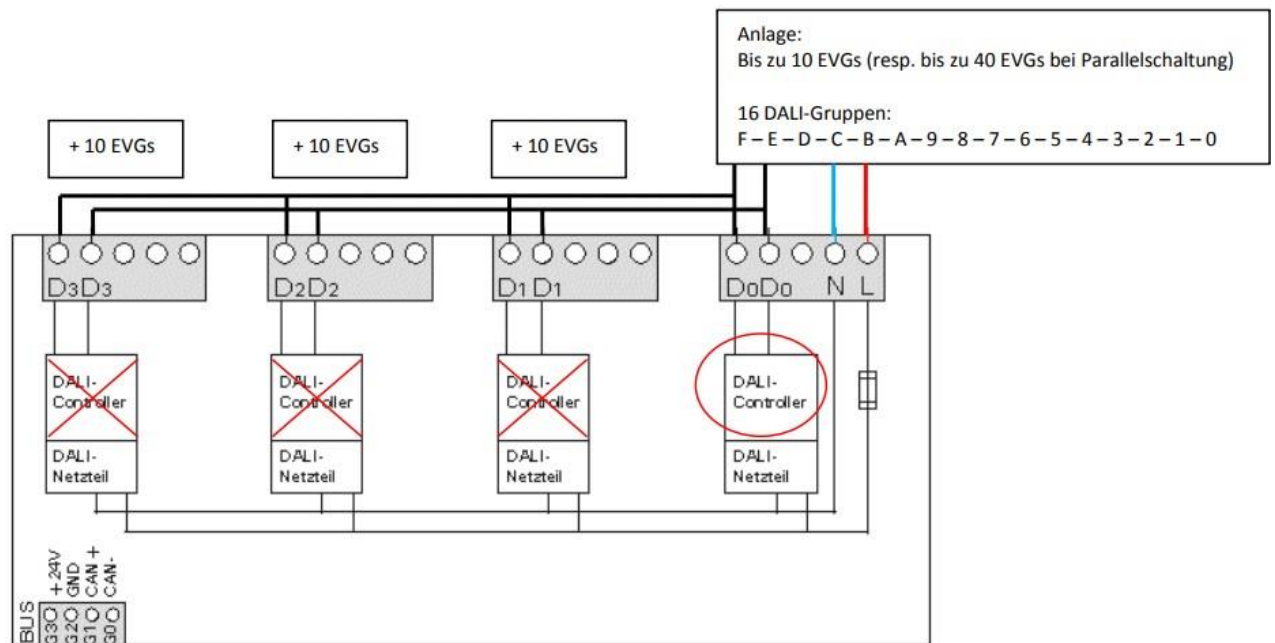 Anlage:
Bis zu 10 EVGs (resp. bis zu 40 EVGs bei Parallelschaltung)
16 DALI-Gruppen:
F – E – D – C – B – A – 9 – 8 – 7 – 6 – 5 – 4 – 3 – 2 – 1 – 0
+ 10 EVGs
+ 10 EVGs
+ 10 EVGs
D3 D3
D2 D2
D1 D1
D0 D0 N L
DALI-
Controller
DALI-
Netzteil
DALI-
Controller
DALI-
Netzteil
DALI-
Controller
DALI-
Netzteil
DALI-
Controller
DALI-
Netzteil
BUS
G3 +24V
G2 GND
G1 CAN +
G0 CAN-